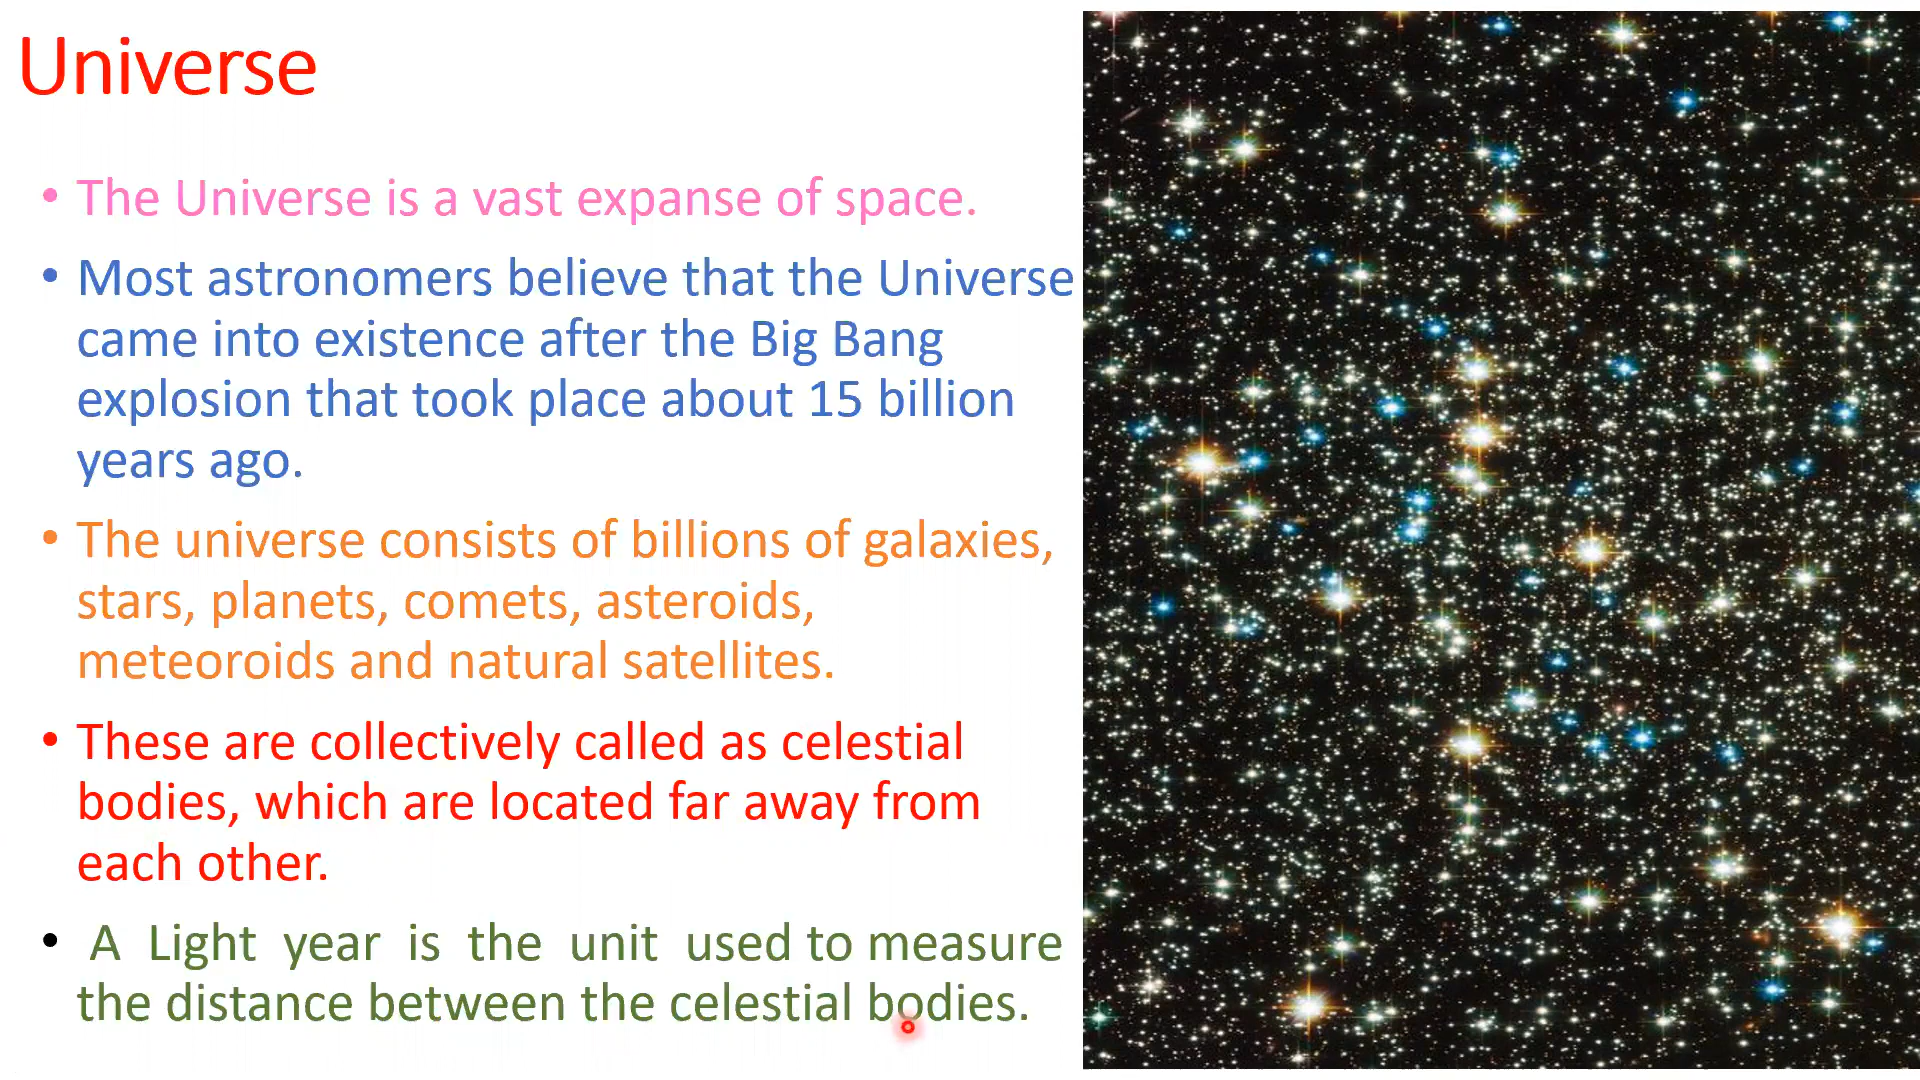 Universe
• The Universe is a vast expanse of space.
• Most astronomers believe that the Universe
came into existence after the Big Bang
explosion that took place about 15 billion
years ago.
• The universe consists of billions of galaxies,
stars, planets, comets, asteroids,
meteoroids and natural satellites.
• These are collectively called as celestial
bodies, which are located far away from
each other.
• A Light year is the unit used to measure
the distance between the celestial bodies.